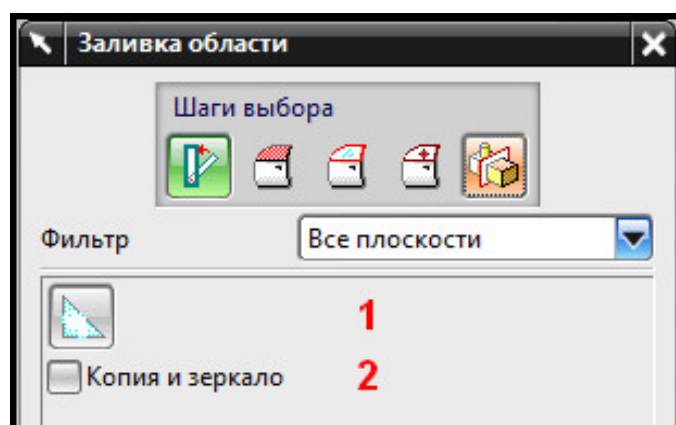 Заливка области
Шаги выбора
Фильтр Все плоскости
1
Копия и зеркало 2